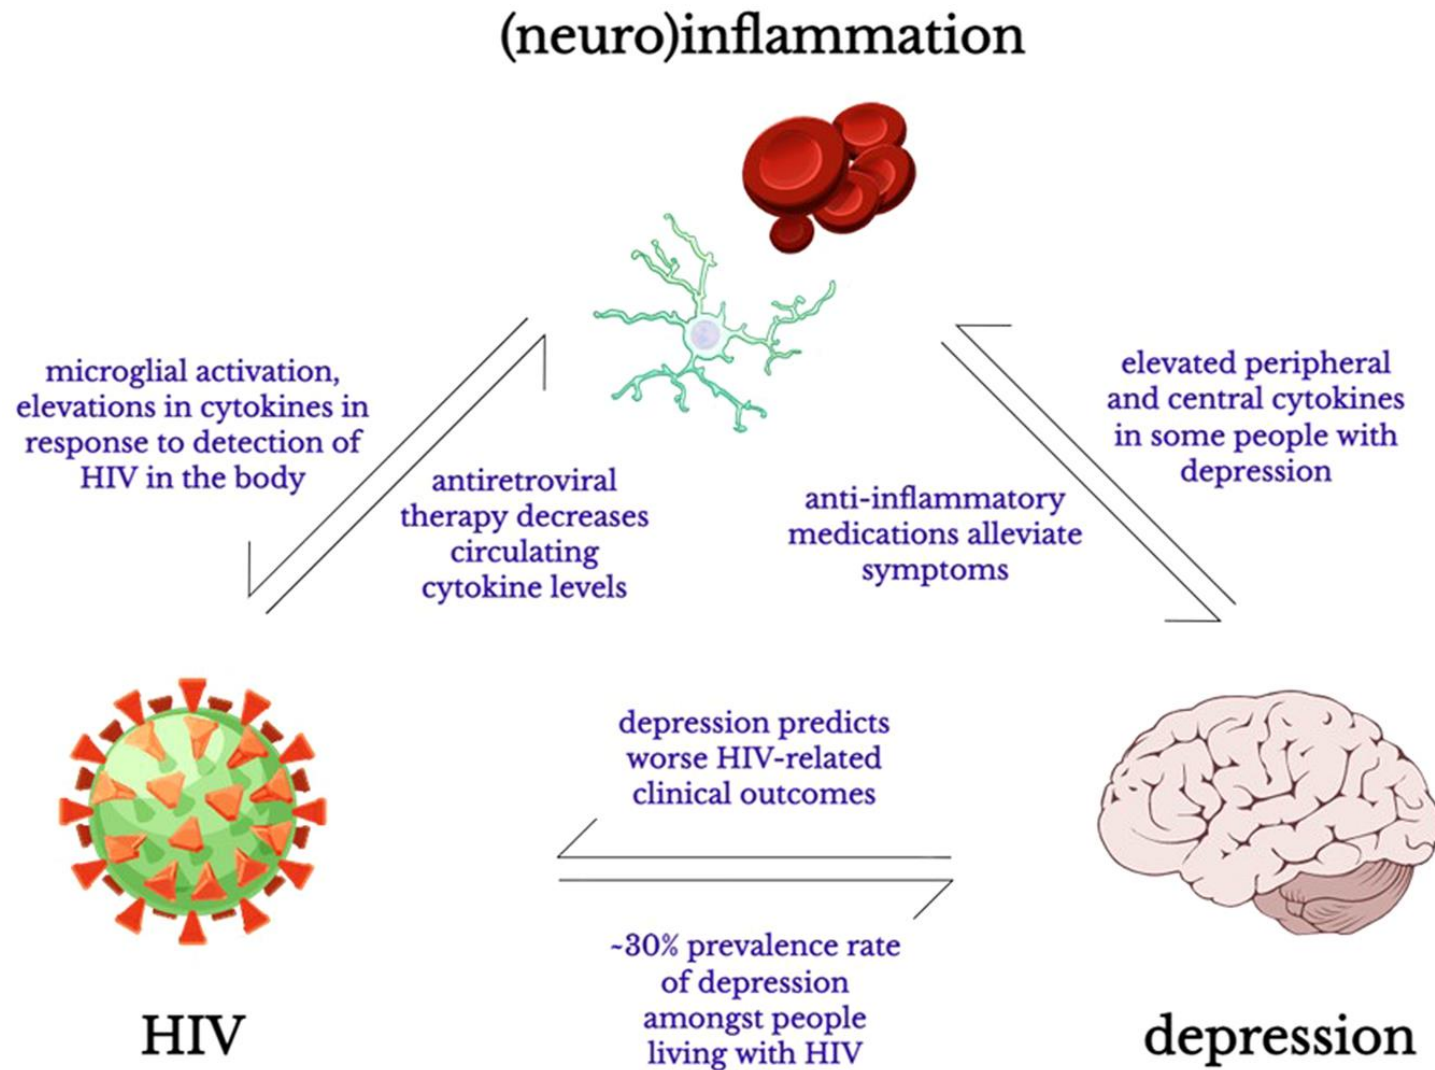 (neuro)inflammation
microglial activation,
elevations in cytokines in
response to detection of
HIV in the body
antiretroviral
therapy decreases
circulating
cytokine levels
anti-inflammatory
medications alleviate
symptoms
elevated peripheral
and central cytokines
in some people with
depression
depression predicts
worse HIV-related
clinical outcomes
~30% prevalence rate
of depression
amongst people
living with HIV
HIV
depression